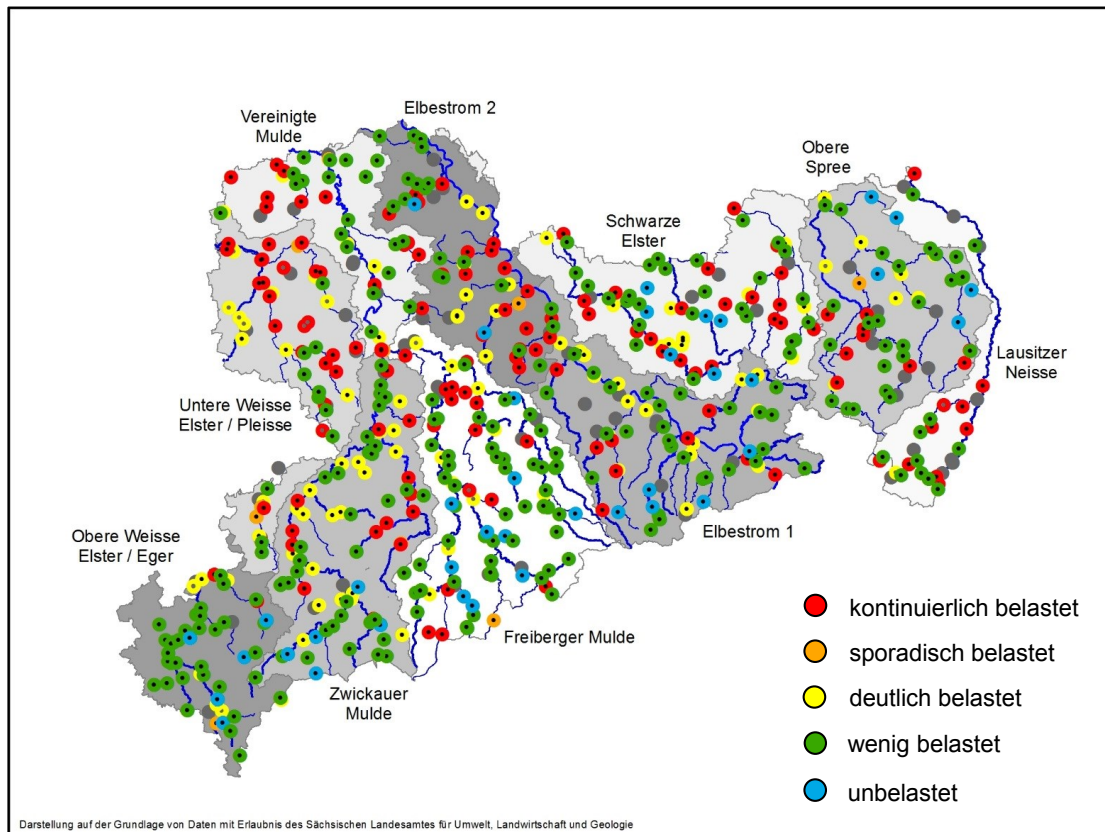 Elbestrom 2
Vereinigte
Mulde
Obere
Spree
Schwarze
Elster
Lausitzer
Neisse
Untere Weisse
Elster / Pleisse
Elbestrom 1
Obere Weisse
Elster / Eger
Freiberger Mulde
Zwickauer
Mulde
kontinuierlich belastet
sporadisch belastet
deutlich belastet
wenig belastet
unbelastet
Darstellung auf der Grundlage von Daten mit Erlaubnis des Sächsischen Landesamtes für Umwelt, Landwirtschaft und Geologie